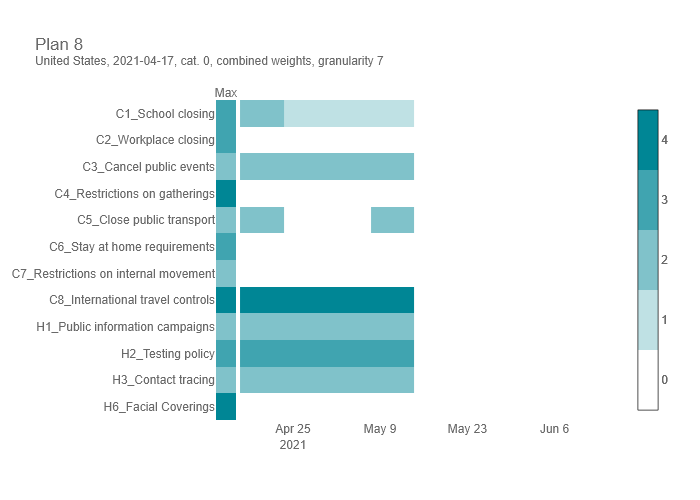 Plan 8
United States, 2021-04-17, cat. 0, combined weights, granularity 7
Max
C1_School closing
C2_Workplace closing
C3_Cancel public events
C4_Restrictions on gatherings
C5_Close public transport
C6_Stay at home requirements
C7_Restrictions on internal movement
C8_International travel controls
H1_Public information campaigns
H2_Testing policy
H3_Contact tracing
H6_Facial Coverings
Apr 25 May 9 May 23 Jun 6
2021
4
3
2
1
0